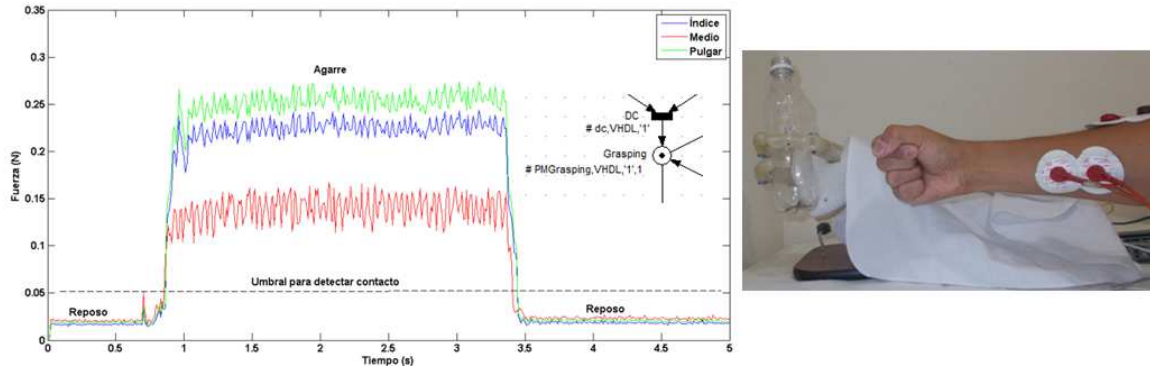 0.35
0.3
0.25
0.2
0.15
0.1
0.05
0
Fuerza (N)
Índice
Medio
Pulgar
Agarre
DC
# dc,VHDL,'1'
Grasping
# PMGrasping,VHDL,'1',1
Umbral para detectar contacto
Reposo
Reposo
0 0.5 1 1.5 2 2.5 3 3.5 4 4.5 5
Tiempo (s)